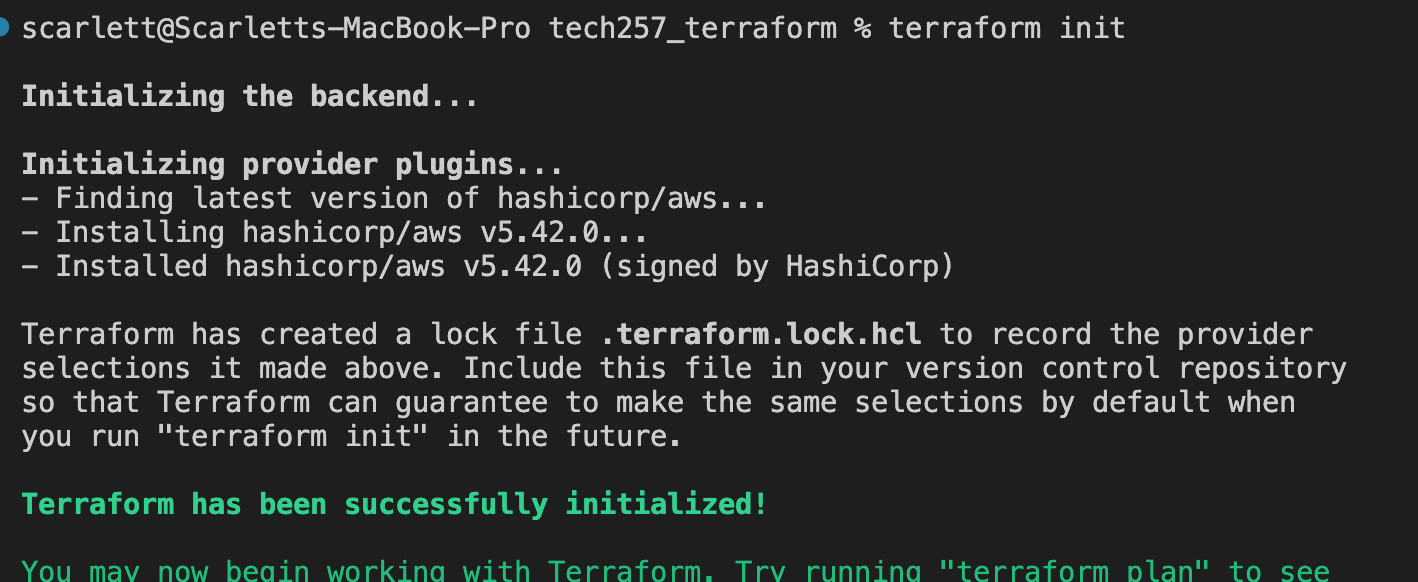 scarlett@Scarletts-MacBook-Pro tech257_terraform % terraform init
Initializing the backend...
Initializing provider plugins...
- Finding latest version of hashicorp/aws...
- Installing hashicorp/aws v5.42.0...
- Installed hashicorp/aws v5.42.0 (signed by HashiCorp)
Terraform has created a lock file .terraform.lock.hcl to record the provider
selections it made above. Include this file in your version control repository
so that Terraform can guarantee to make the same selections by default when
you run "terraform init" in the future.
Terraform has been successfully initialized!
You may now begin working with Terraform. Try running "terraform plan" to see